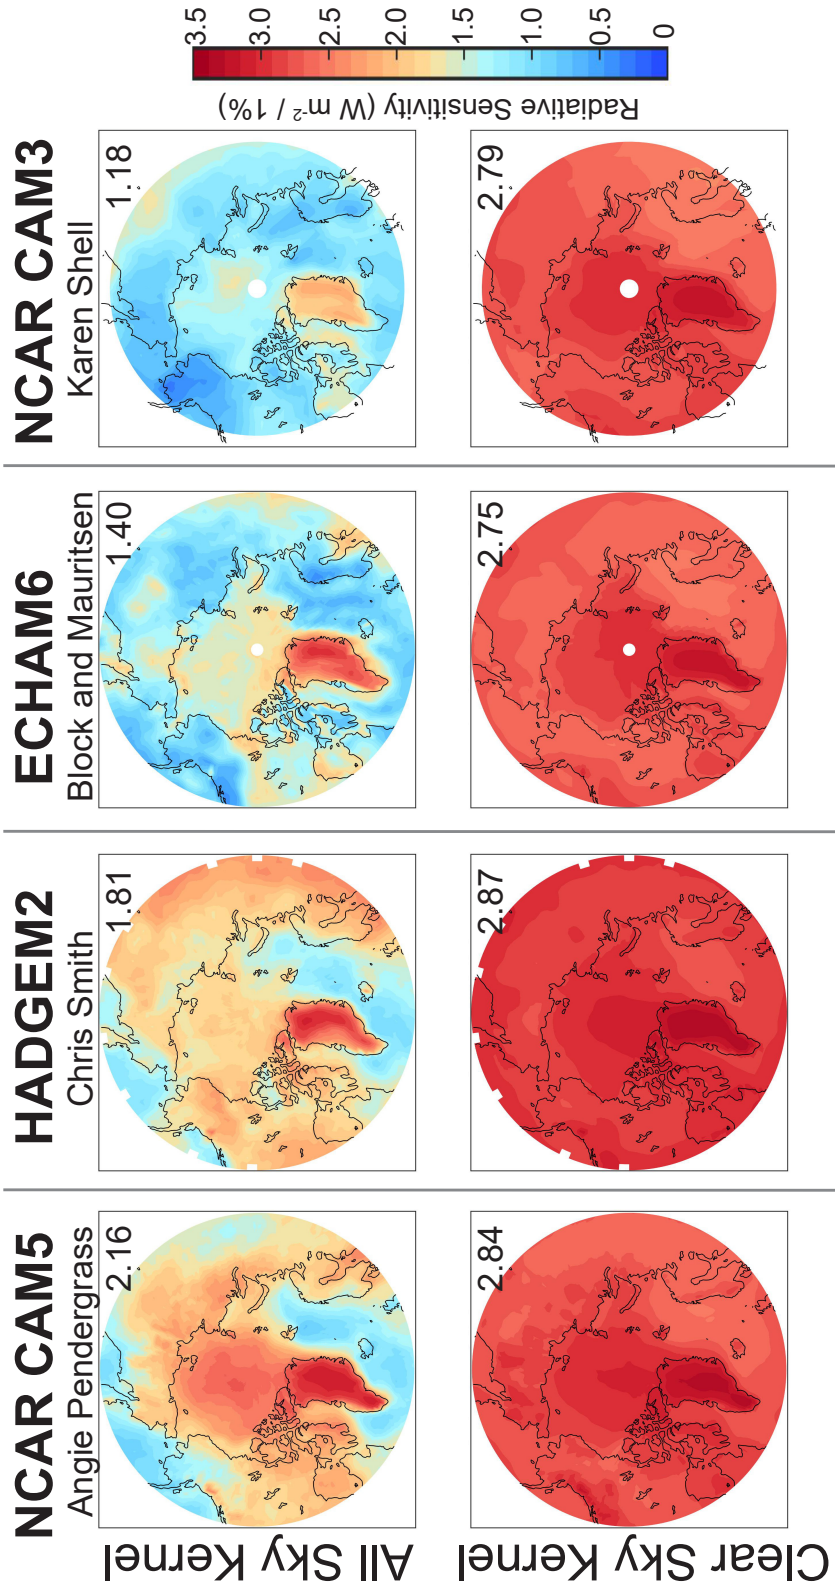 NCAR CAM5
Angie Pendergrass
HADGEM2
Chris Smith
ECHAM6
Block and Mauritsen
NCAR CAM3
Karen Shell
All Sky Kernel
2.16
1.81
1.40
1.18
Clear Sky Kernel
2.84
2.87
2.75
2.79
Radiative Sensitivity (W m⁻² / 1%)
3.5
3.0
2.5
2.0
1.5
1.0
0.5
0